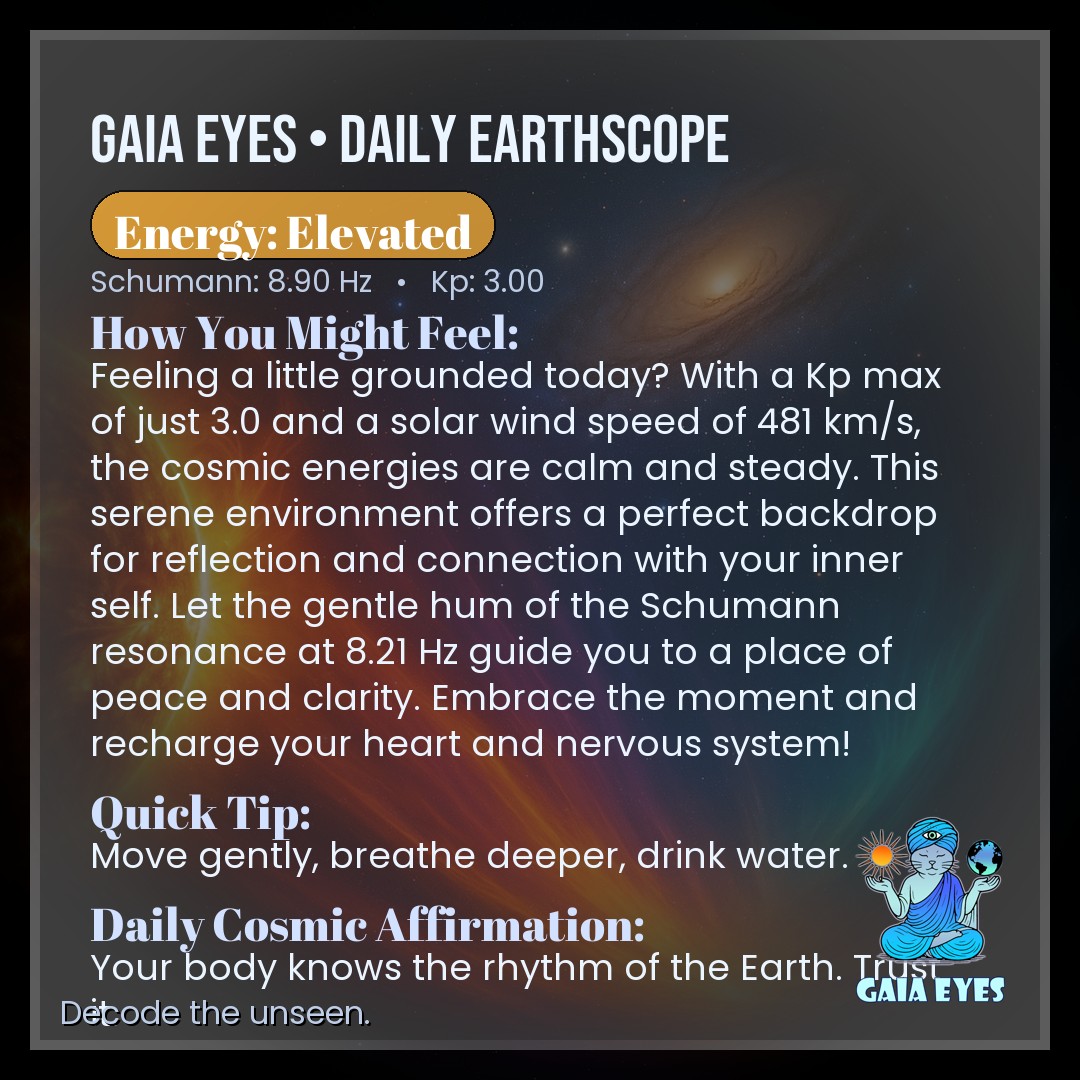 GAIA EYES • DAILY EARTHSCOPE
Energy: Elevated
Schumann: 8.90 Hz • Kp: 3.00
How You Might Feel:
Feeling a little grounded today? With a Kp max
of just 3.0 and a solar wind speed of 481 km/s,
the cosmic energies are calm and steady. This
serene environment offers a perfect backdrop
for reflection and connection with your inner
self. Let the gentle hum of the Schumann
resonance at 8.21 Hz guide you to a place of
peace and clarity. Embrace the moment and
recharge your heart and nervous system!
Quick Tip:
Move gently, breathe deeper, drink water.
Daily Cosmic Affirmation:
Your body knows the rhythm of the Earth. Trust
it.
GAIA EYES
Decode the unseen.